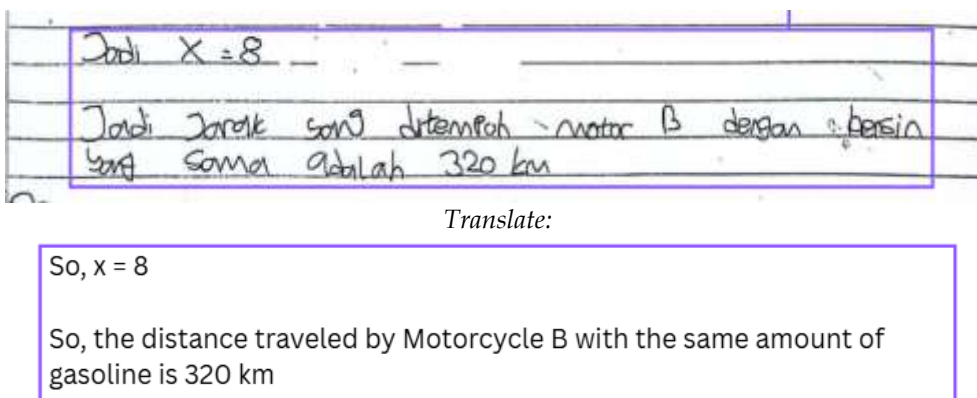 Jadi X = 8
Jadi Jarak yang ditempoh motor B dengan bensin
yang sama adalah 320 km
Translate:
So, x = 8
So, the distance traveled by Motorcycle B with the same amount of
gasoline is 320 km